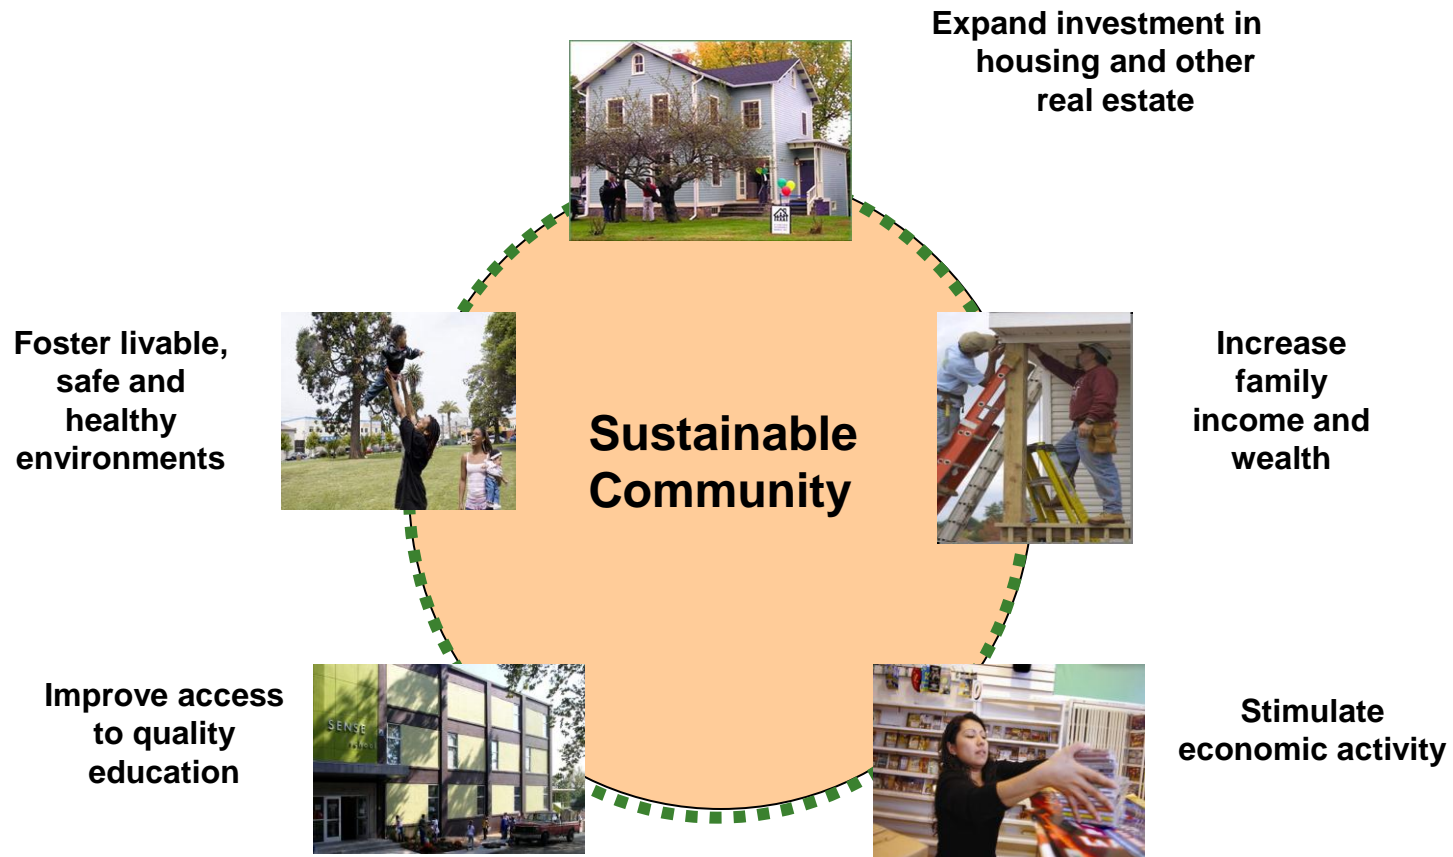 Expand investment in
housing and other
real estate
Foster livable,
safe and
healthy
environments
Increase
family
income and
wealth
Sustainable
Community
Improve access
to quality
education
SENSE
Stimulate
economic activity